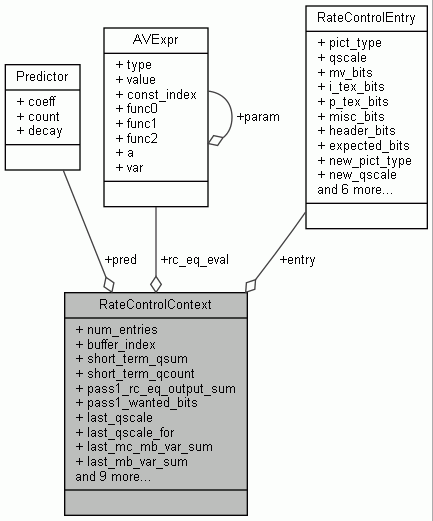 RateControlEntry
+ pict_type
+ qscale
+ mv_bits
+ i_tex_bits
+ p_tex_bits
+ misc_bits
+ header_bits
+ expected_bits
+ new_pict_type
+ new_qscale
and 6 more...
AVExpr
+ type
+ value
+ const_index
+ func0
+ func1
+ func2
+ a
+ var
+param
Predictor
+ coeff
+ count
+ decay
+pred
+rc_eq_eval
+entry
RateControlContext
+ num_entries
+ buffer_index
+ short_term_qsum
+ short_term_qcount
+ pass1_rc_eq_output_sum
+ pass1_wanted_bits
+ last_qscale
+ last_qscale_for
+ last_mc_mb_var_sum
+ last_mb_var_sum
and 9 more...